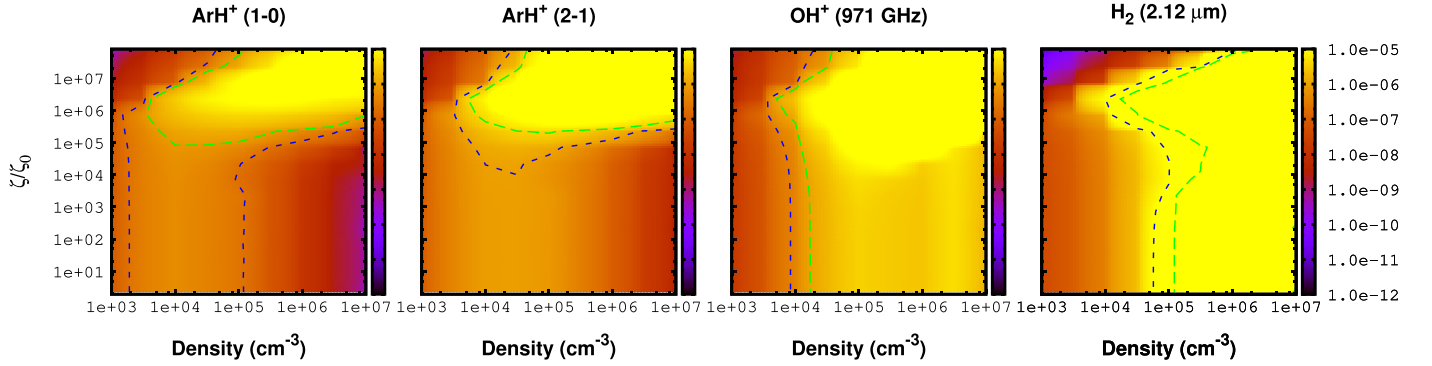 ArH+ (1-0) ArH+ (2-1) OH+ (971 GHz) H2 (2.12 μm)
1e+07 1.0e-05
1e+06 1.0e-06
1e+05 1.0e-07
1e+04 1.0e-08
1e+03 1.0e-09
1e+02 1.0e-10
1e+01 1.0e-11
1.0e-12
ζ/ζ0
1e+03 1e+04 1e+05 1e+06 1e+07 1e+03 1e+04 1e+05 1e+06 1e+07 1e+03 1e+04 1e+05 1e+06 1e+07 1e+03 1e+04 1e+05 1e+06 1e+07
Density (cm-3) Density (cm-3) Density (cm-3) Density (cm-3)